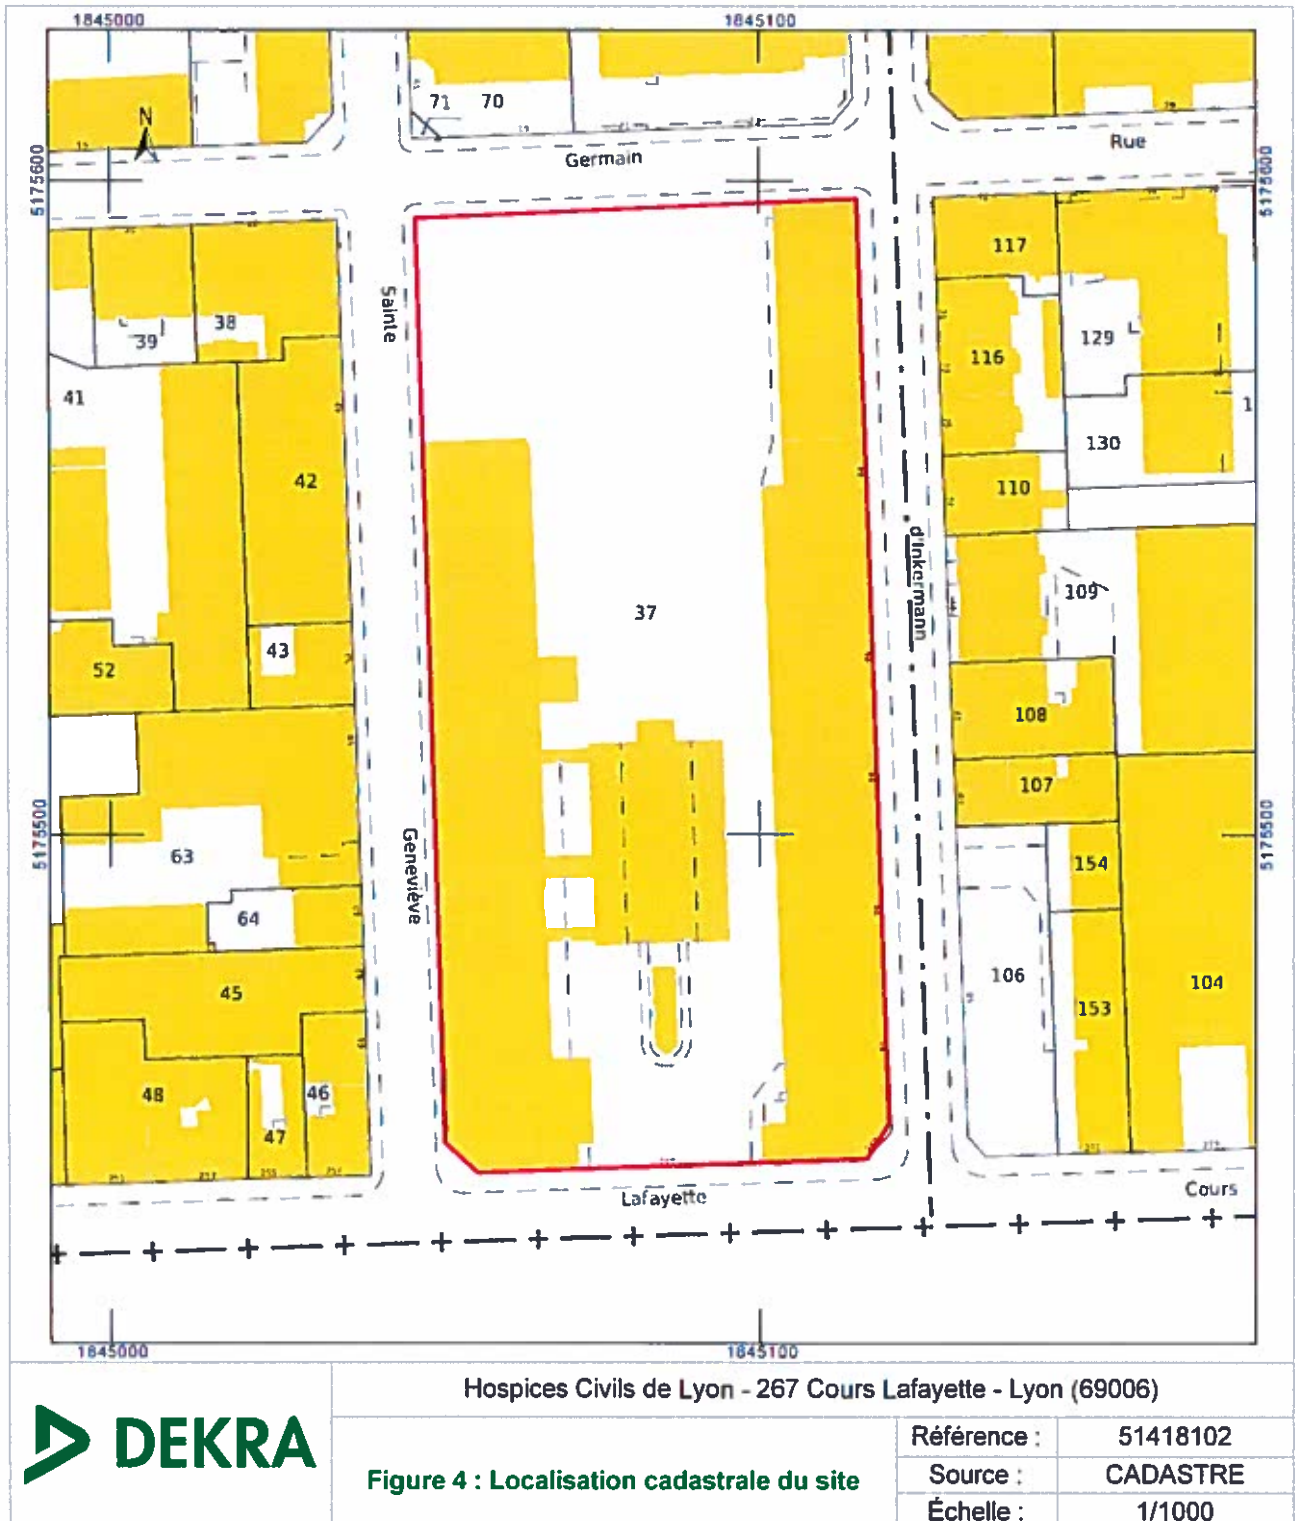 1845000
1845100
71
70
N
Germain
Rue
5175600
5175600
117
Sainte
38
39
129
116
41
1
130
42
110
d'Inkermann
109
37
43
52
108
107
5175500
5175500
Geneviève
63
154
64
106
104
45
153
48
46
47
Lafayette
Cours
1845000
1845100
Hospices Civils de Lyon - 267 Cours Lafayette - Lyon (69006)
DEKRA
Figure 4 : Localisation cadastrale du site
Référence :
51418102
Source :
CADASTRE
Échelle :
1/1000